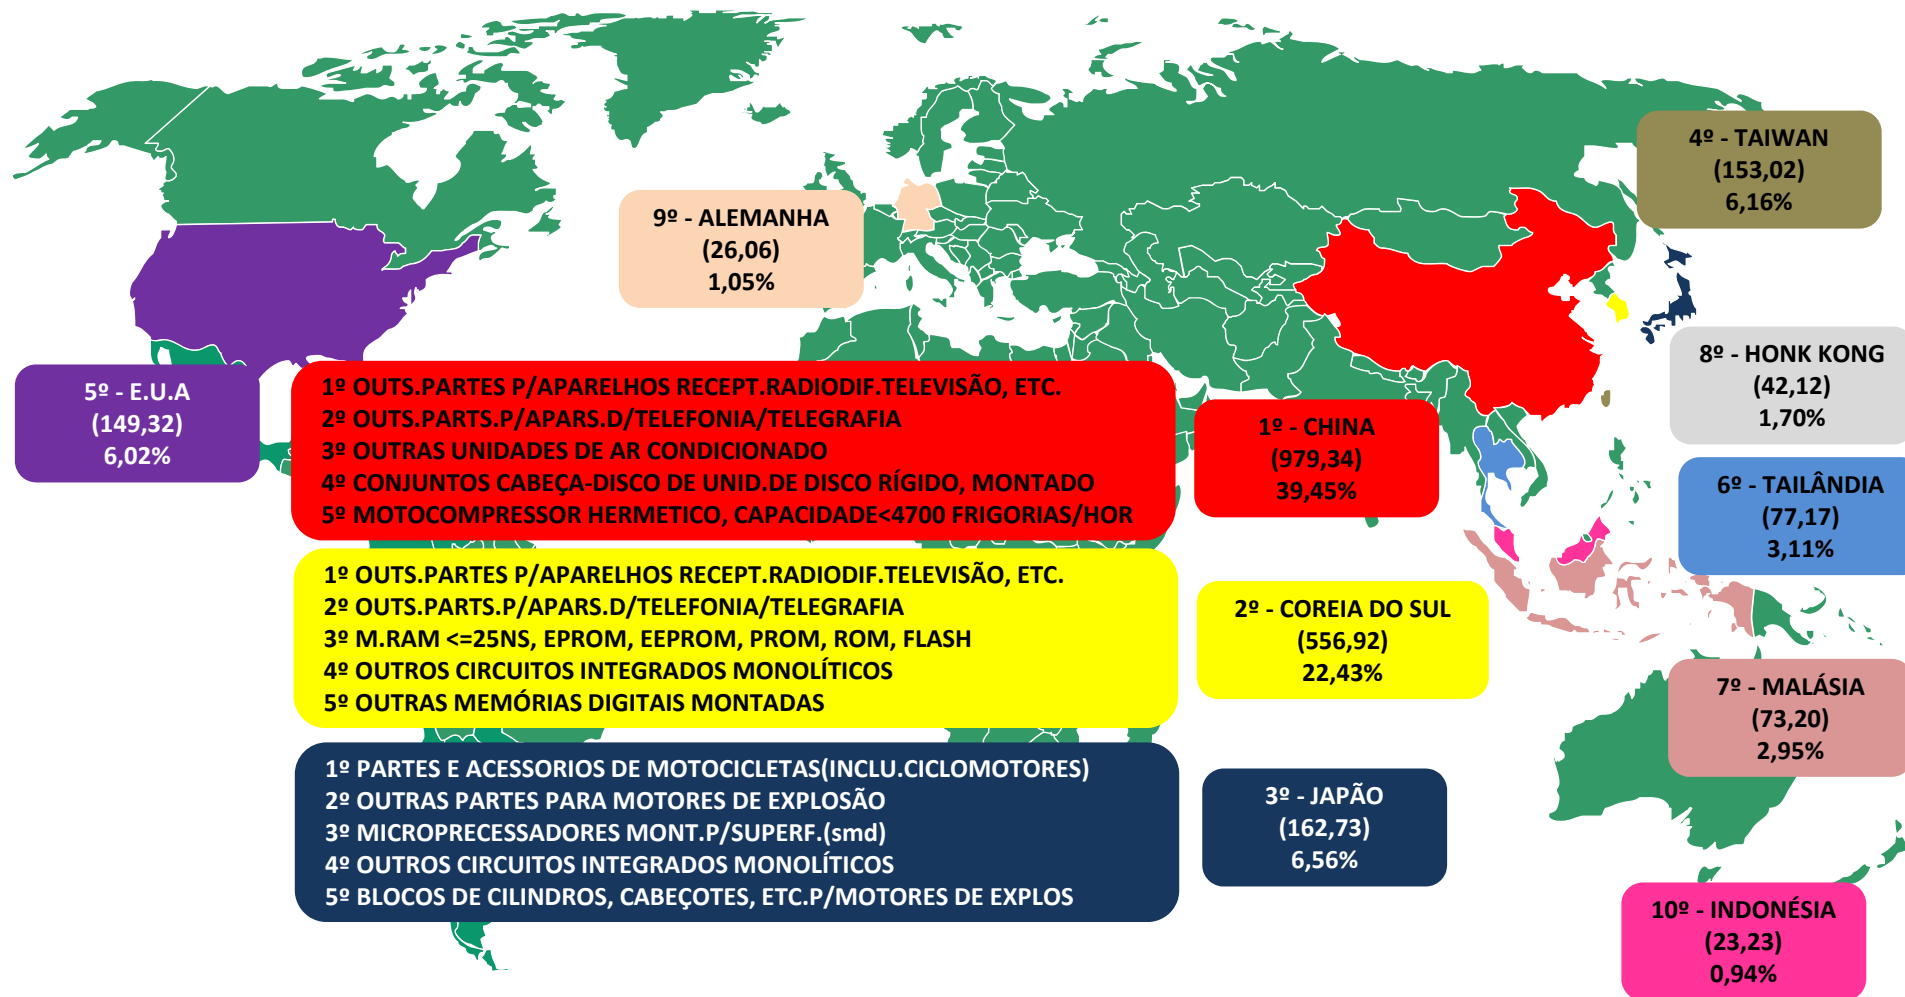 4º - TAIWAN
(153,02)
6,16%
9º - ALEMANHA
(26,06)
1,05%
8º - HONK KONG
(42,12)
1,70%
5º - E.U.A
(149,32)
6,02%
1º OUTS.PARTES P/APARELHOS RECEPT.RADIODIF.TELEVISÃO, ETC.
2º OUTS.PARTS.P/APARS.D/TELEFONIA/TELEGRAFIA
3º OUTRAS UNIDADES DE AR CONDICIONADO
4º CONJUNTOS CABEÇA-DISCO DE UNID.DE DISCO RÍGIDO, MONTADO
5º MOTOCOMPRESSOR HERMETICO, CAPACIDADE<4700 FRIGORIAS/HOR
1º - CHINA
(979,34)
39,45%
6º - TAILÂNDIA
(77,17)
3,11%
1º OUTS.PARTES P/APARELHOS RECEPT.RADIODIF.TELEVISÃO, ETC.
2º OUTS.PARTS.P/APARS.D/TELEFONIA/TELEGRAFIA
3º M.RAM <=25NS, EPROM, EEPROM, PROM, ROM, FLASH
4º OUTROS CIRCUITOS INTEGRADOS MONOLÍTICOS
5º OUTRAS MEMÓRIAS DIGITAIS MONTADAS
2º - COREIA DO SUL
(556,92)
22,43%
7º - MALÁSIA
(73,20)
2,95%
1º PARTES E ACESSORIOS DE MOTOCICLETAS(INCLU.CICLOMOTORES)
2º OUTRAS PARTES PARA MOTORES DE EXPLOSÃO
3º MICROPRECESSADORES MONT.P/SUPERF.(smd)
4º OUTROS CIRCUITOS INTEGRADOS MONOLÍTICOS
5º BLOCOS DE CILINDROS, CABEÇOTES, ETC.P/MOTORES DE EXPLOS
3º - JAPÃO
(162,73)
6,56%
10º - INDONÉSIA
(23,23)
0,94%